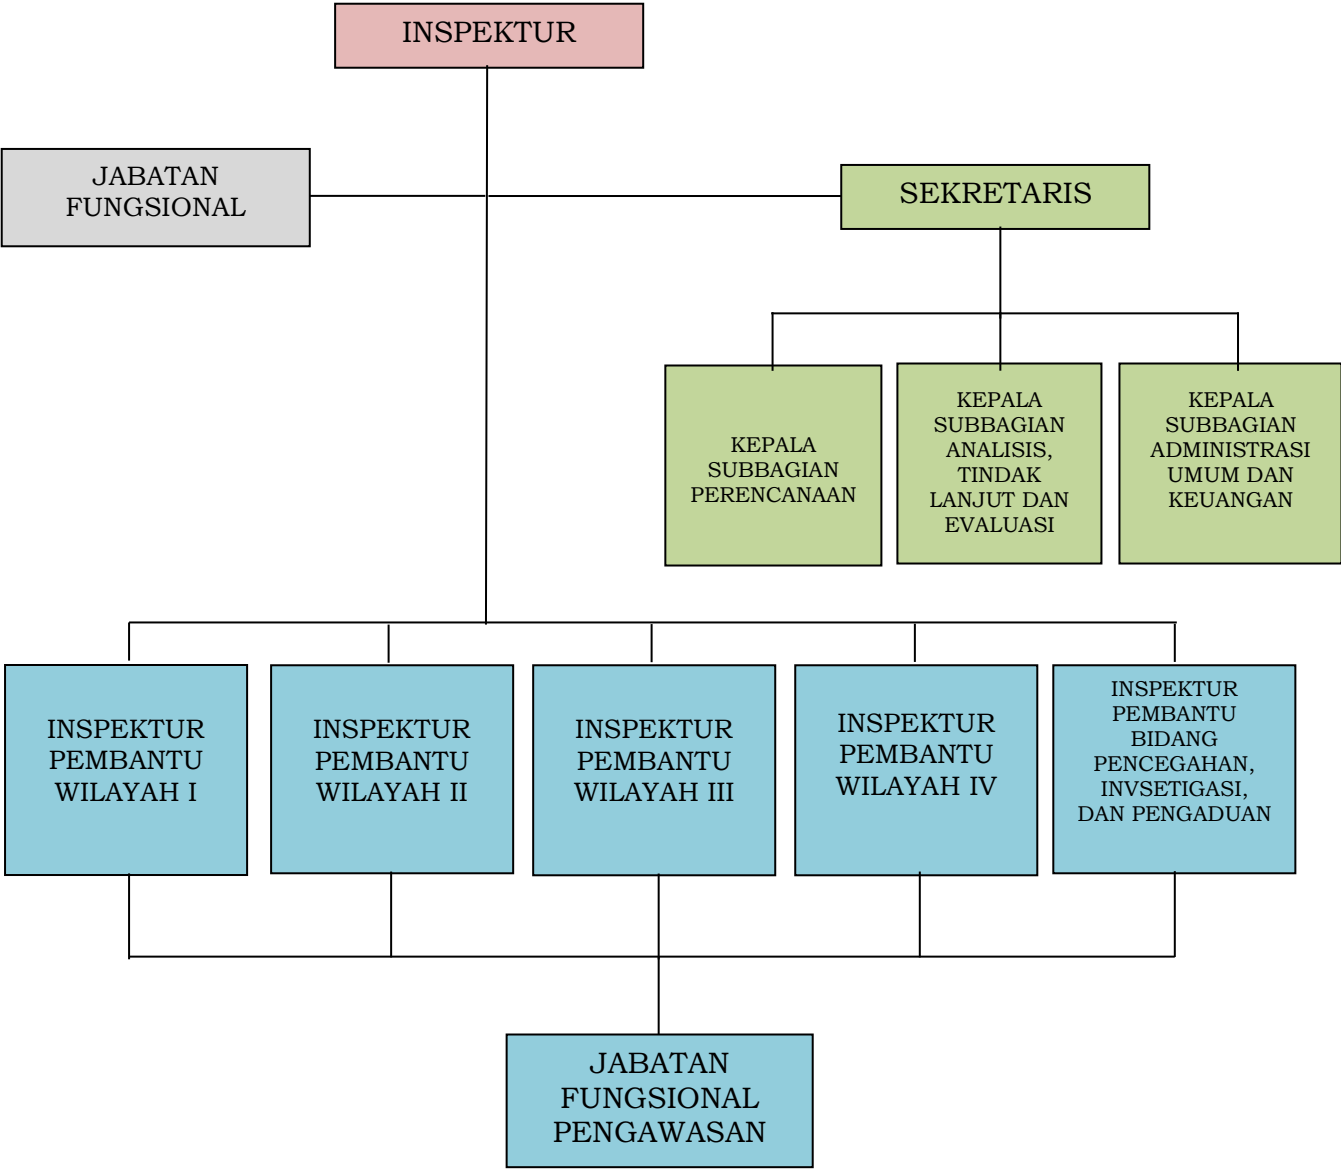 INSPEKTUR
JABATAN
FUNGSIONAL
SEKRETARIS
KEPALA
SUBBAGIAN
PERENCANAAN
KEPALA
SUBBAGIAN
ANALISIS,
TINDAK
LANJUT DAN
EVALUASI
KEPALA
SUBBAGIAN
ADMINISTRASI
UMUM DAN
KEUANGAN
INSPEKTUR
PEMBANTU
WILAYAH I
INSPEKTUR
PEMBANTU
WILAYAH II
INSPEKTUR
PEMBANTU
WILAYAH III
INSPEKTUR
PEMBANTU
WILAYAH IV
INSPEKTUR
PEMBANTU
BIDANG
PENCEGAHAN,
INVSETIGASI,
DAN PENGADUAN
JABATAN
FUNGSIONAL
PENGAWASAN